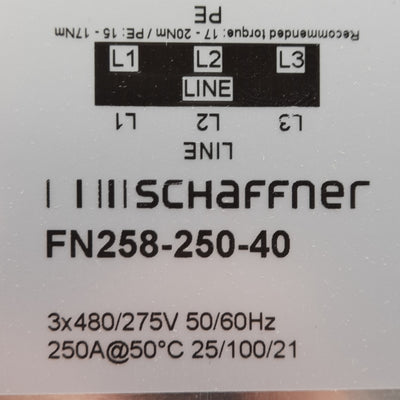 PE
Recommended torque: 17 - 20Nm / PE: 15 - 17Nm
L1 L2 L3
LINE
L1 L2 L3
LINE
SCHAFFNER
FN258-250-40
3x480/275V 50/60Hz
250A@50°C 25/100/21